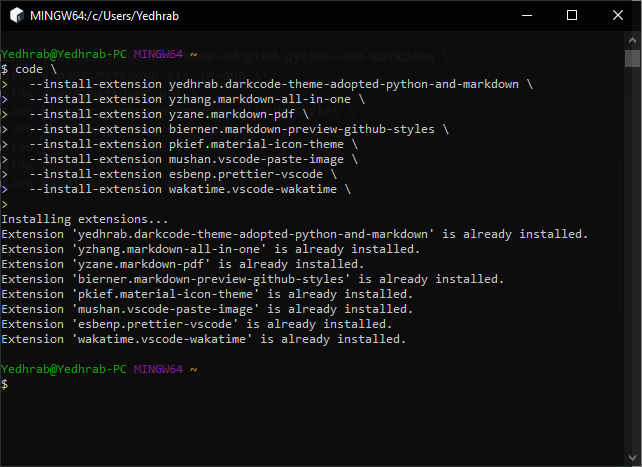 MINGW64:/c/Users/Yedhrab
Yedhrab@Yedhrab-PC MINGW64 ~
$ code \
>   --install-extension yedhrab.darkcode-theme-adopted-python-and-markdown \
>   --install-extension yzhang.markdown-all-in-one \
>   --install-extension yzane.markdown-pdf \
>   --install-extension bierner.markdown-preview-github-styles \
>   --install-extension pkief.material-icon-theme \
>   --install-extension mushan.vscode-paste-image \
>   --install-extension esbenp.prettier-vscode \
>   --install-extension wakatime.vscode-wakatime \
>
Installing extensions...
Extension 'yedhrab.darkcode-theme-adopted-python-and-markdown' is already installed.
Extension 'yzhang.markdown-all-in-one' is already installed.
Extension 'yzane.markdown-pdf' is already installed.
Extension 'bierner.markdown-preview-github-styles' is already installed.
Extension 'pkief.material-icon-theme' is already installed.
Extension 'mushan.vscode-paste-image' is already installed.
Extension 'esbenp.prettier-vscode' is already installed.
Extension 'wakatime.vscode-wakatime' is already installed.
Yedhrab@Yedhrab-PC MINGW64 ~
$